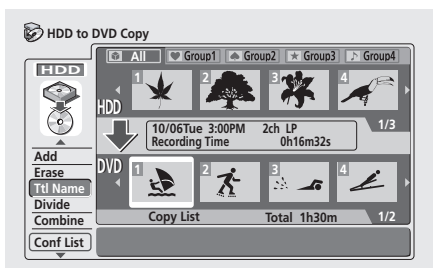 HDD to DVD Copy
HDD
All Group1 Group2 Group3 Group4
HDD
1 2 3 4
10/06Tue 3:00PM 2ch LP
Recording Time 0h16m32s
1/3
DVD
1 2 3 4
Copy List Total 1h30m 1/2
Add
Erase
Ttl Name
Divide
Combine
Conf List